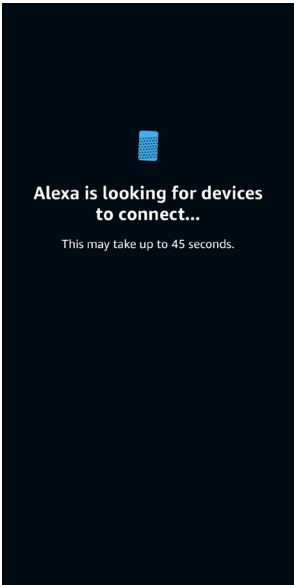 Alexa is looking for devices
to connect...
This may take up to 45 seconds.